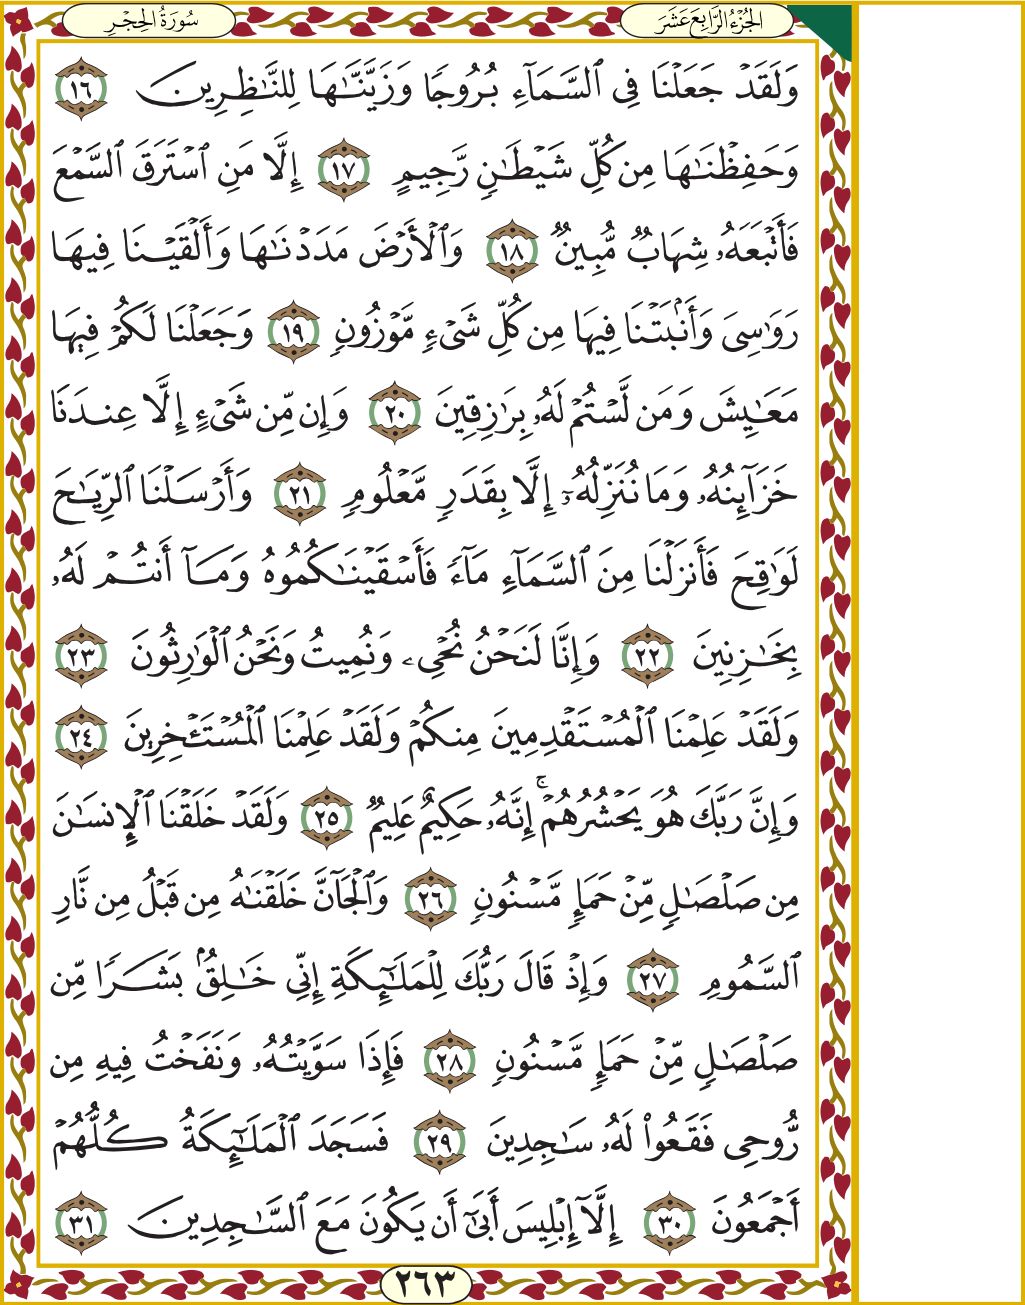 الجُزْءُ الرَّابِعَ عَشَرَ
سُورَةُ الحِجْرِ
وَلَقَدْ جَعَلْنَا فِي ٱلسَّمَآءِ بُرُوجًا وَزَيَّنَّـٰهَا لِلنَّـٰظِرِينَ ١٦
وَحَفِظْنَـٰهَا مِن كُلِّ شَيْطَـٰنٍ رَّجِيمٍ ١٧ إِلَّا مَنِ ٱسْتَرَقَ ٱلسَّمْعَ
فَأَتْبَعَهُۥ شِهَابٌ مُّبِينٌ ١٨ وَٱلْأَرْضَ مَدَدْنَـٰهَا وَأَلْقَيْنَا فِيهَا
رَوَٰسِىَ وَأَنۢبَتْنَا فِيهَا مِن كُلِّ شَىْءٍ مَّوْزُونٍ ١٩ وَجَعَلْنَا لَكُمْ فِيهَا
مَعَـٰيِشَ وَمَن لَّسْتُمْ لَهُۥ بِرَٰزِقِينَ ٢٠ وَإِن مِّن شَىْءٍ إِلَّا عِندَنَا
خَزَآئِنُهُۥ وَمَا نُنَزِّلُهُۥٓ إِلَّا بِقَدَرٍ مَّعْلُومٍ ٢١ وَأَرْسَلْنَا ٱلرِّيَـٰحَ
لَوَٰقِحَ فَأَنزَلْنَا مِنَ ٱلسَّمَآءِ مَآءً فَأَسْقَيْنَـٰكُمُوهُ وَمَآ أَنتُمْ لَهُۥ
بِخَـٰزِنِينَ ٢٢ وَإِنَّا لَنَحْنُ نُحْىِۦ وَنُمِيتُ وَنَحْنُ ٱلْوَٰرِثُونَ ٢٣
وَلَقَدْ عَلِمْنَا ٱلْمُسْتَقْدِمِينَ مِنكُمْ وَلَقَدْ عَلِمْنَا ٱلْمُسْتَـْٔخِرِينَ ٢٤
وَإِنَّ رَبَّكَ هُوَ يَحْشُرُهُمْ ۚ إِنَّهُۥ حَكِيمٌ عَلِيمٌ ٢٥ وَلَقَدْ خَلَقْنَا ٱلْإِنسَـٰنَ
مِن صَلْصَـٰلٍ مِّنْ حَمَإٍ مَّسْنُونٍ ٢٦ وَٱلْجَآنَّ خَلَقْنَـٰهُ مِن قَبْلُ مِن نَّارِ
ٱلسَّمُومِ ٢٧ وَإِذْ قَالَ رَبُّكَ لِلْمَلَـٰٓئِكَةِ إِنِّى خَـٰلِقٌۢ بَشَرًا مِّن
صَلْصَـٰلٍ مِّنْ حَمَإٍ مَّسْنُونٍ ٢٨ فَإِذَا سَوَّيْتُهُۥ وَنَفَخْتُ فِيهِ مِن
رُّوحِى فَقَعُوا۟ لَهُۥ سَـٰجِدِينَ ٢٩ فَسَجَدَ ٱلْمَلَـٰٓئِكَةُ كُلُّهُمْ
أَجْمَعُونَ ٣٠ إِلَّآ إِبْلِيسَ أَبَىٰٓ أَن يَكُونَ مَعَ ٱلسَّـٰجِدِينَ ٣١
٢٦٣